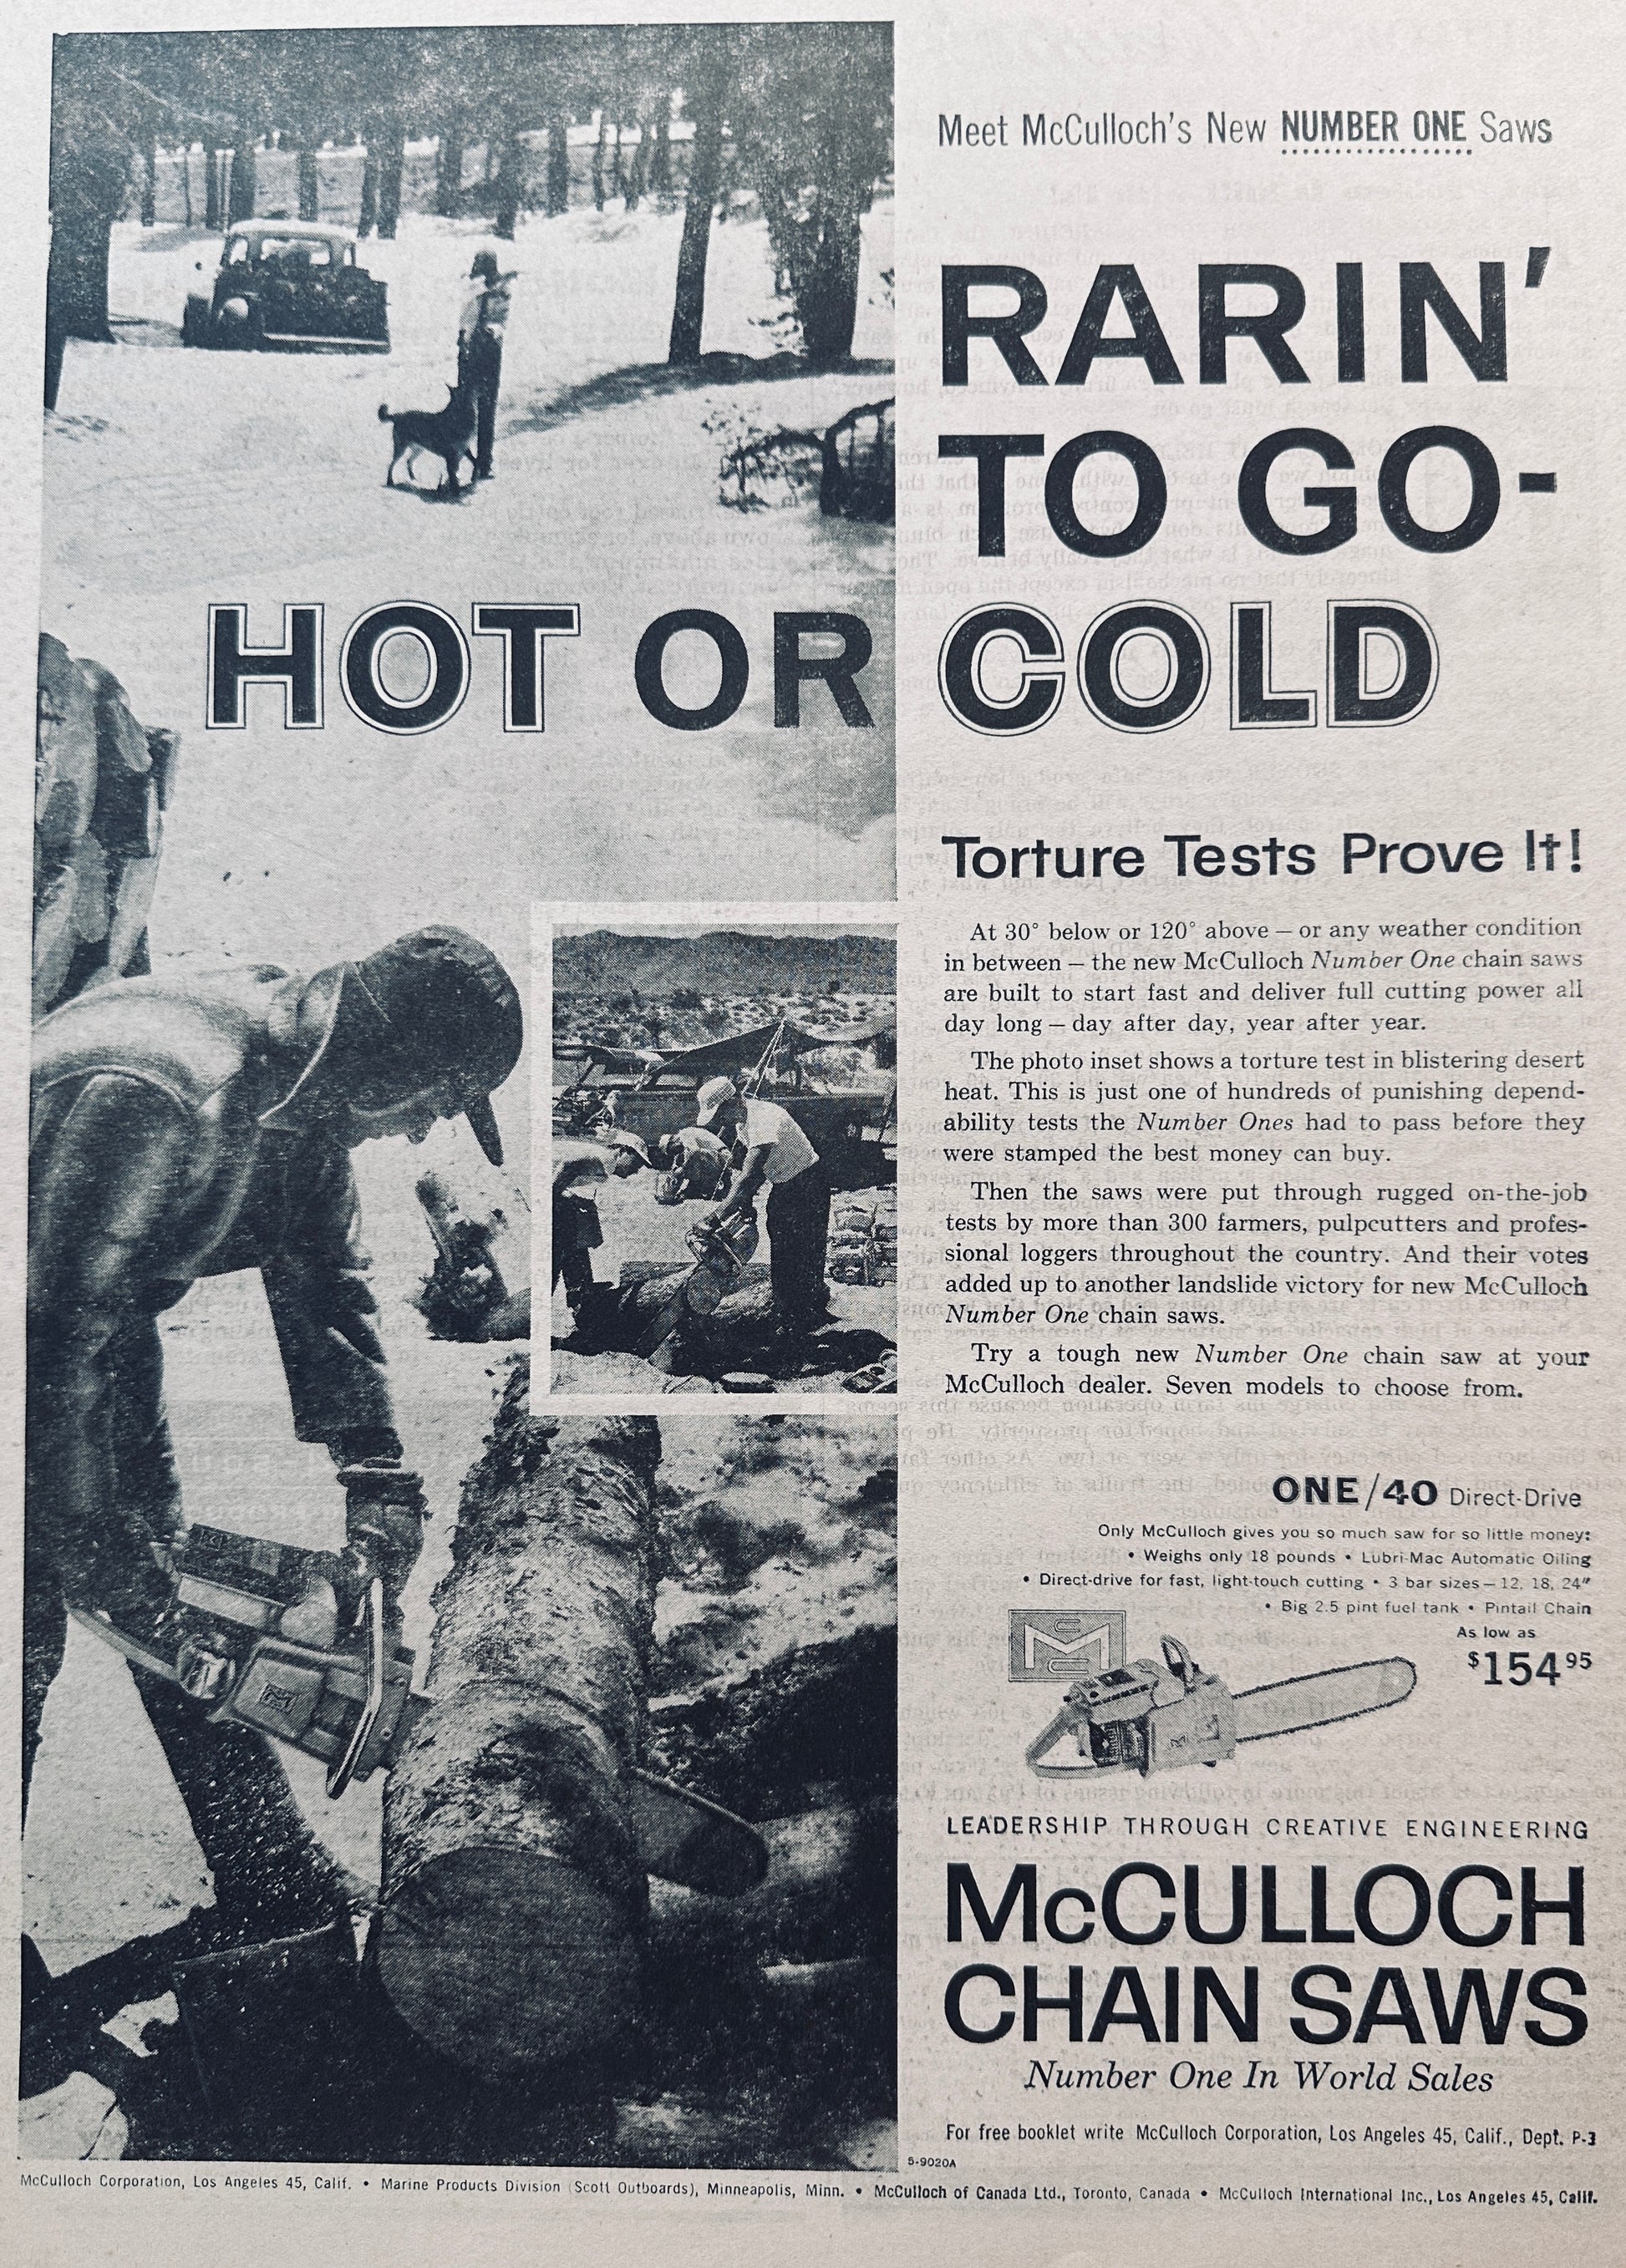 Meet McCulloch's New NUMBER ONE Saws
RARIN'
TO GO-
HOT OR COLD
Torture Tests Prove It!
At 30° below or 120° above — or any weather condition
in between — the new McCulloch Number One chain saws
are built to start fast and deliver full cutting power all
day long — day after day, year after year.
The photo inset shows a torture test in blistering desert
heat. This is just one of hundreds of punishing depend-
ability tests the Number Ones had to pass before they
were stamped the best money can buy.
Then the saws were put through rugged on-the-job
tests by more than 300 farmers, pulpcutters and profes-
sional loggers throughout the country. And their votes
added up to another landslide victory for new McCulloch
Number One chain saws.
Try a tough new Number One chain saw at your
McCulloch dealer. Seven models to choose from.
ONE/40 Direct-Drive
Only McCulloch gives you so much saw for so little money:
• Weighs only 18 pounds • Lubri-Mac Automatic Oiling
• Direct-drive for fast, light-touch cutting • 3 bar sizes — 12, 18, 24"
• Big 2.5 pint fuel tank • Pintail Chain
As low as
$154.95
LEADERSHIP THROUGH CREATIVE ENGINEERING
McCULLOCH
CHAIN SAWS
Number One In World Sales
For free booklet write McCulloch Corporation, Los Angeles 45, Calif., Dept. P-3
5-9020A
McCulloch Corporation, Los Angeles 45, Calif. • Marine Products Division (Scott Outboards), Minneapolis, Minn. • McCulloch of Canada Ltd., Toronto, Canada • McCulloch International Inc., Los Angeles 45, Calif.